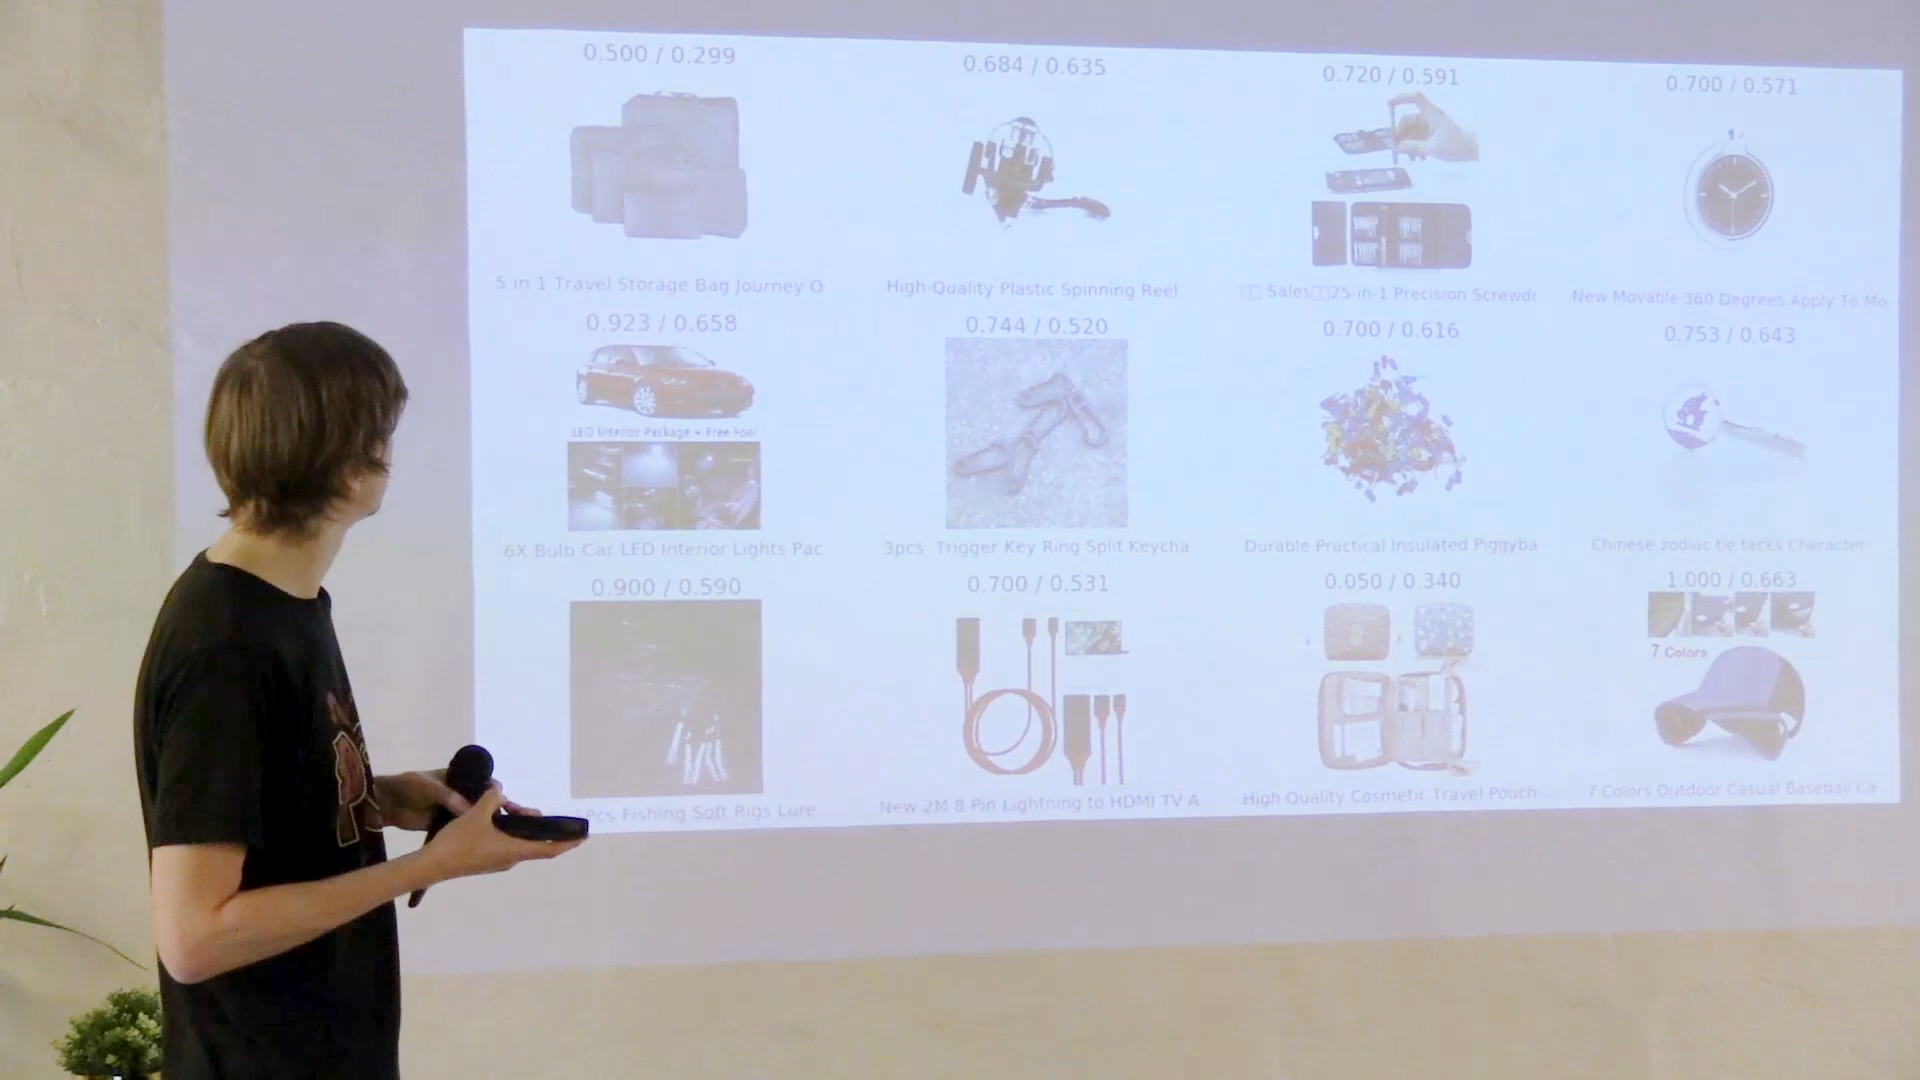 0.500 / 0.299
0.684 / 0.635
0.720 / 0.591
0.700 / 0.571
5 in 1 Travel Storage Bag Journey O
High-Quality Plastic Spinning Reel
Sales 25-in-1 Precision Screwdr
New Movable 360 Degrees Apply To Mo
0.923 / 0.658
0.744 / 0.520
0.700 / 0.616
0.753 / 0.643
LED Interior Package + Free Fool
6X Bulb Car LED Interior Lights Pac
3pcs Trigger Key Ring Split Keycha
Durable Practical Insulated Piggyba
Chinese zodiac tie tacks Character
0.900 / 0.590
0.700 / 0.531
0.050 / 0.340
1.000 / 0.663
7 Colors
Pcs Fishing Soft Rigs Lure
New 2M 8 Pin Lightning to HDMI TV A
High Quality Cosmetic Travel Pouch
7 Colors Outdoor Casual Baseball Ca